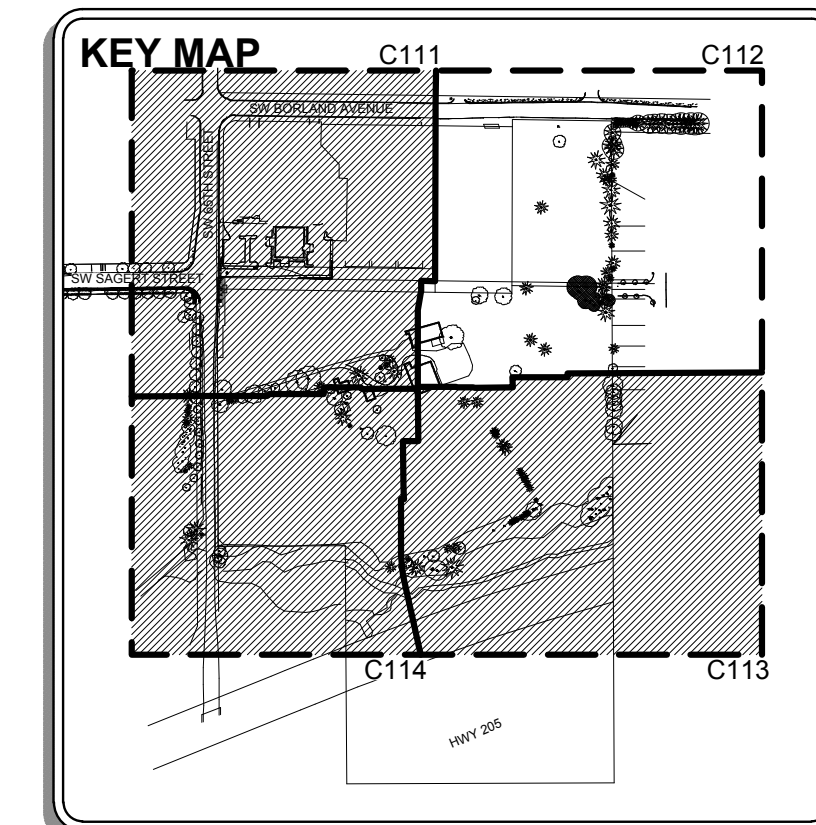 KEY MAP
C111
C112
SW BORLAND AVENUE
SW 65TH STREET
SW SAGERT STREET
C114
C113
HWY 205